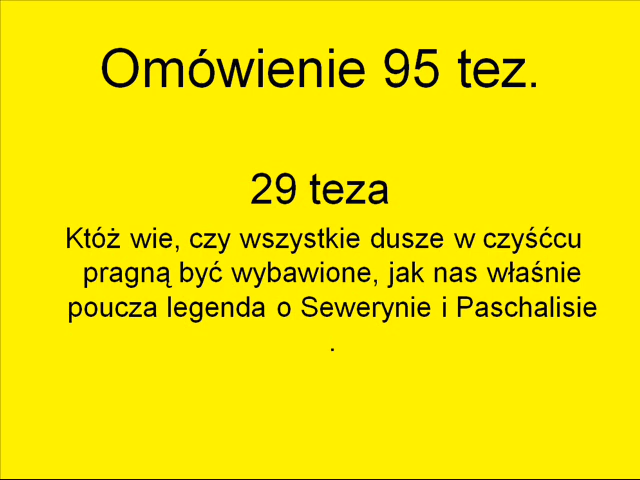 Omówienie 95 tez.
29 teza
Któż wie, czy wszystkie dusze w czyśćcu
pragną być wybawione, jak nas właśnie
poucza legenda o Sewerynie i Paschalisie
.